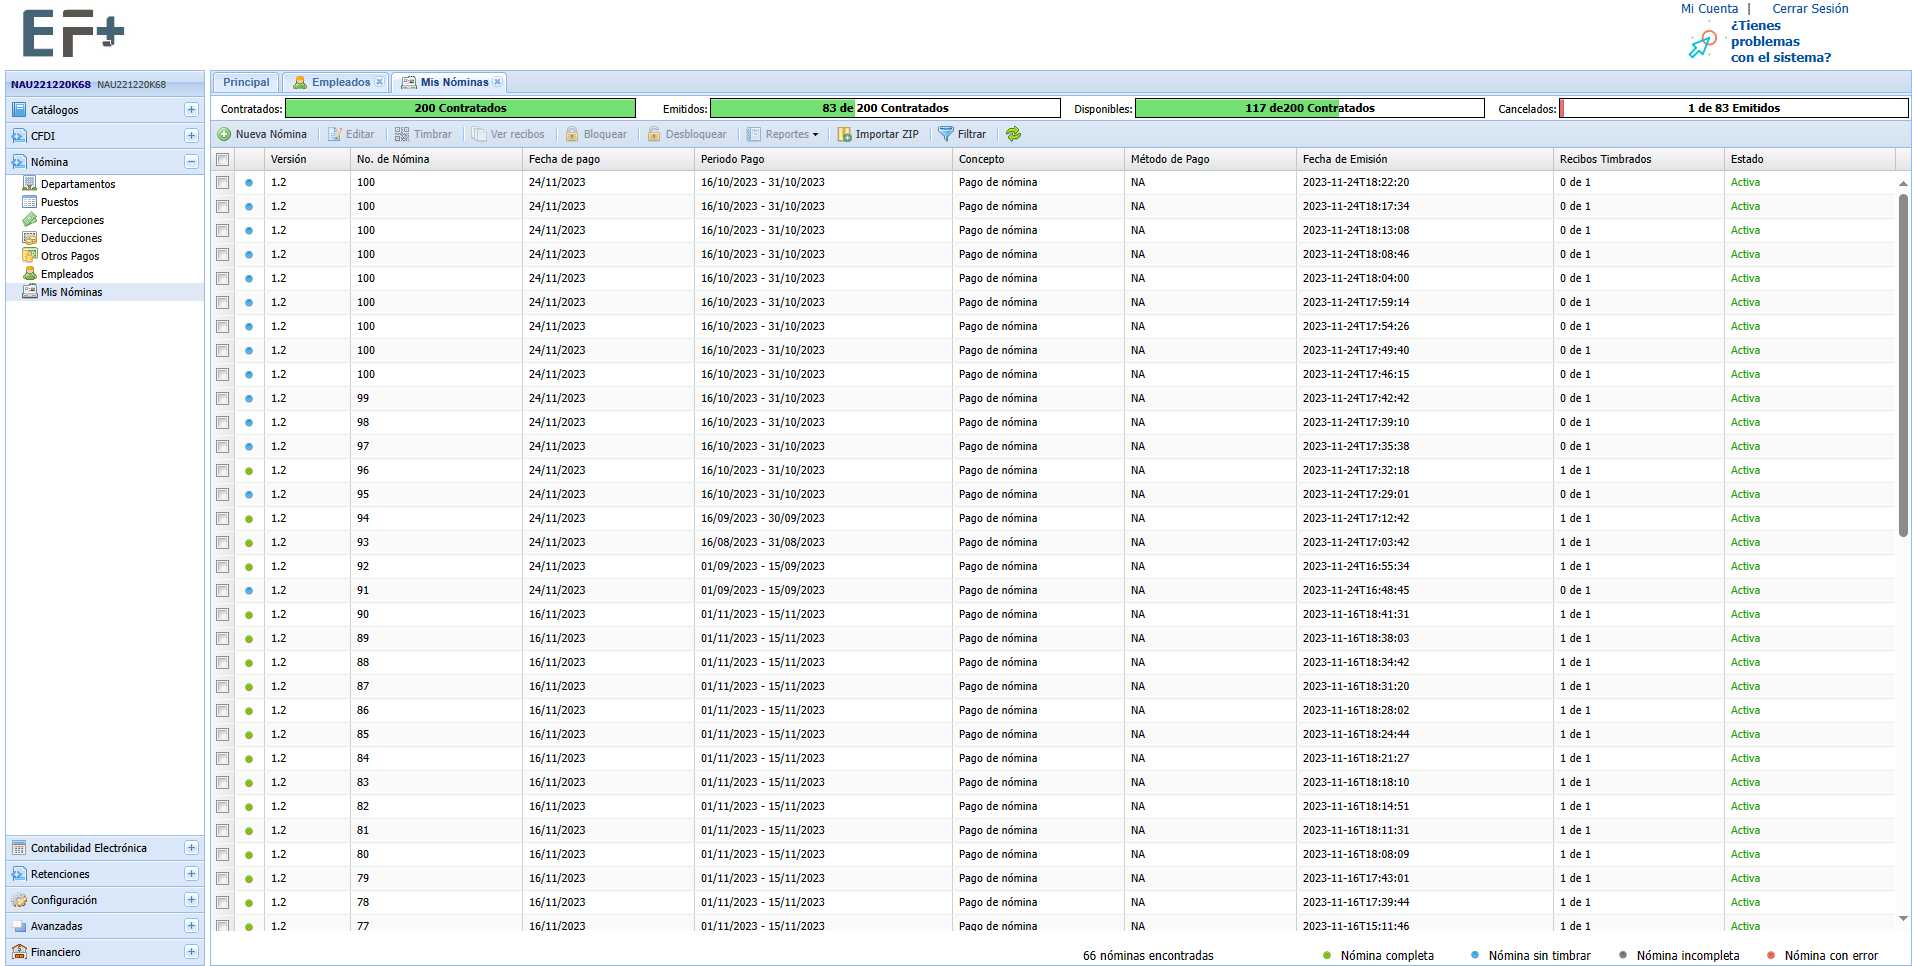 EF+
Mi Cuenta | Cerrar Sesión
¿Tienes
problemas
con el sistema?
NAU221220K68 NAU221220K68
Catálogos
CFDI
Nómina
Departamentos
Puestos
Percepciones
Deducciones
Otros Pagos
Empleados
Mis Nóminas
Contabilidad Electrónica
Retenciones
Configuración
Avanzadas
Financiero
Principal Empleados Mis Nóminas
Contratados: 200 Contratados Emitidos: 83 de 200 Contratados Disponibles: 117 de200 Contratados Cancelados: 1 de 83 Emitidos
Nueva Nómina Editar Timbrar Ver recibos Bloquear Desbloquear Reportes Importar ZIP Filtrar
Versión No. de Nómina Fecha de pago Periodo Pago Concepto Método de Pago Fecha de Emisión Recibos Timbrados Estado
1.2 100 24/11/2023 16/10/2023 - 31/10/2023 Pago de nómina NA 2023-11-24T18:22:20 0 de 1 Activa
1.2 100 24/11/2023 16/10/2023 - 31/10/2023 Pago de nómina NA 2023-11-24T18:17:34 0 de 1 Activa
1.2 100 24/11/2023 16/10/2023 - 31/10/2023 Pago de nómina NA 2023-11-24T18:13:08 0 de 1 Activa
1.2 100 24/11/2023 16/10/2023 - 31/10/2023 Pago de nómina NA 2023-11-24T18:08:46 0 de 1 Activa
1.2 100 24/11/2023 16/10/2023 - 31/10/2023 Pago de nómina NA 2023-11-24T18:04:00 0 de 1 Activa
1.2 100 24/11/2023 16/10/2023 - 31/10/2023 Pago de nómina NA 2023-11-24T17:59:14 0 de 1 Activa
1.2 100 24/11/2023 16/10/2023 - 31/10/2023 Pago de nómina NA 2023-11-24T17:54:26 0 de 1 Activa
1.2 100 24/11/2023 16/10/2023 - 31/10/2023 Pago de nómina NA 2023-11-24T17:49:40 0 de 1 Activa
1.2 100 24/11/2023 16/10/2023 - 31/10/2023 Pago de nómina NA 2023-11-24T17:46:15 0 de 1 Activa
1.2 99 24/11/2023 16/10/2023 - 31/10/2023 Pago de nómina NA 2023-11-24T17:42:42 0 de 1 Activa
1.2 98 24/11/2023 16/10/2023 - 31/10/2023 Pago de nómina NA 2023-11-24T17:39:10 0 de 1 Activa
1.2 97 24/11/2023 16/10/2023 - 31/10/2023 Pago de nómina NA 2023-11-24T17:35:38 0 de 1 Activa
1.2 96 24/11/2023 16/10/2023 - 31/10/2023 Pago de nómina NA 2023-11-24T17:32:18 1 de 1 Activa
1.2 95 24/11/2023 16/10/2023 - 31/10/2023 Pago de nómina NA 2023-11-24T17:29:01 0 de 1 Activa
1.2 94 24/11/2023 16/09/2023 - 30/09/2023 Pago de nómina NA 2023-11-24T17:12:42 1 de 1 Activa
1.2 93 24/11/2023 16/08/2023 - 31/08/2023 Pago de nómina NA 2023-11-24T17:03:42 1 de 1 Activa
1.2 92 24/11/2023 01/09/2023 - 15/09/2023 Pago de nómina NA 2023-11-24T16:55:34 1 de 1 Activa
1.2 91 24/11/2023 01/09/2023 - 15/09/2023 Pago de nómina NA 2023-11-24T16:48:45 0 de 1 Activa
1.2 90 16/11/2023 01/11/2023 - 15/11/2023 Pago de nómina NA 2023-11-16T18:41:31 1 de 1 Activa
1.2 89 16/11/2023 01/11/2023 - 15/11/2023 Pago de nómina NA 2023-11-16T18:38:03 1 de 1 Activa
1.2 88 16/11/2023 01/11/2023 - 15/11/2023 Pago de nómina NA 2023-11-16T18:34:42 1 de 1 Activa
1.2 87 16/11/2023 01/11/2023 - 15/11/2023 Pago de nómina NA 2023-11-16T18:31:20 1 de 1 Activa
1.2 86 16/11/2023 01/11/2023 - 15/11/2023 Pago de nómina NA 2023-11-16T18:28:02 1 de 1 Activa
1.2 85 16/11/2023 01/11/2023 - 15/11/2023 Pago de nómina NA 2023-11-16T18:24:44 1 de 1 Activa
1.2 84 16/11/2023 01/11/2023 - 15/11/2023 Pago de nómina NA 2023-11-16T18:21:27 1 de 1 Activa
1.2 83 16/11/2023 01/11/2023 - 15/11/2023 Pago de nómina NA 2023-11-16T18:18:10 1 de 1 Activa
1.2 82 16/11/2023 01/11/2023 - 15/11/2023 Pago de nómina NA 2023-11-16T18:14:51 1 de 1 Activa
1.2 81 16/11/2023 01/11/2023 - 15/11/2023 Pago de nómina NA 2023-11-16T18:11:31 1 de 1 Activa
1.2 80 16/11/2023 01/11/2023 - 15/11/2023 Pago de nómina NA 2023-11-16T18:08:09 1 de 1 Activa
1.2 79 16/11/2023 01/11/2023 - 15/11/2023 Pago de nómina NA 2023-11-16T17:43:01 1 de 1 Activa
1.2 78 16/11/2023 01/11/2023 - 15/11/2023 Pago de nómina NA 2023-11-16T17:39:44 1 de 1 Activa
1.2 77 16/11/2023 01/11/2023 - 15/11/2023 Pago de nómina NA 2023-11-16T15:11:46 1 de 1 Activa
66 nóminas encontradas Nómina completa Nómina sin timbrar Nómina incompleta Nómina con error